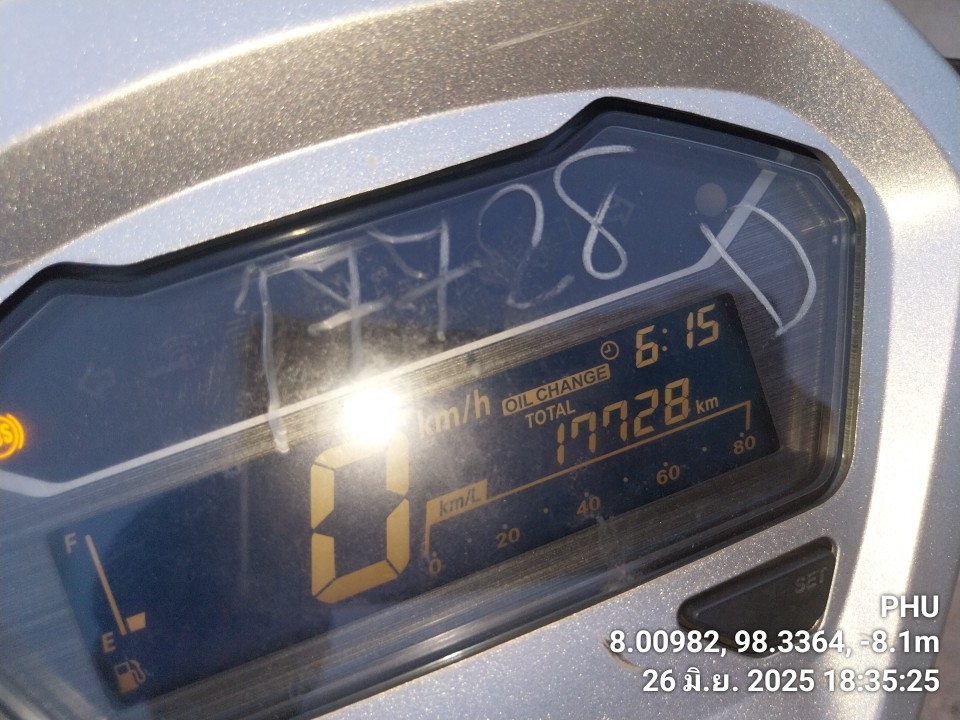 17728 D
6:15
km/h OIL CHANGE
TOTAL 17728 km
km/L
0 20 40 60 80
F
E
SET
PHU
8.00982, 98.3364, -8.1m
26 มิ.ย. 2025 18:35:25